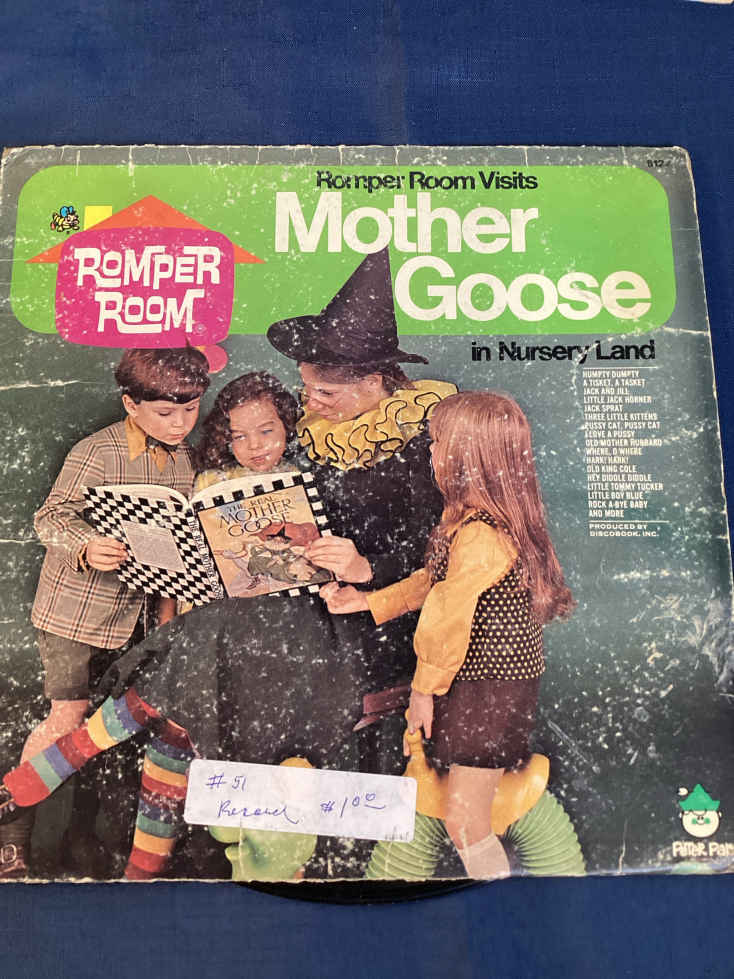 812
Romper Room Visits
Mother
Goose
in Nursery Land
ROMPER
ROOM
HUMPTY DUMPTY
A TISKET, A TASKET
JACK AND JILL
LITTLE JACK HORNER
JACK SPRAT
THREE LITTLE KITTENS
PUSSY CAT, PUSSY CAT
I LOVE A PUSSY
OLD MOTHER HUBBARD
WHERE, O WHERE
HARK! HARK!
OLD KING COLE
HEY DIDDLE DIDDLE
LITTLE TOMMY TUCKER
LITTLE BOY BLUE
ROCK A-BYE BABY
AND MORE
PRODUCED BY
DISCOBOOK, INC.
THE REAL
MOTHER
GOOSE
# 51
Record $1.00
PETER PAN